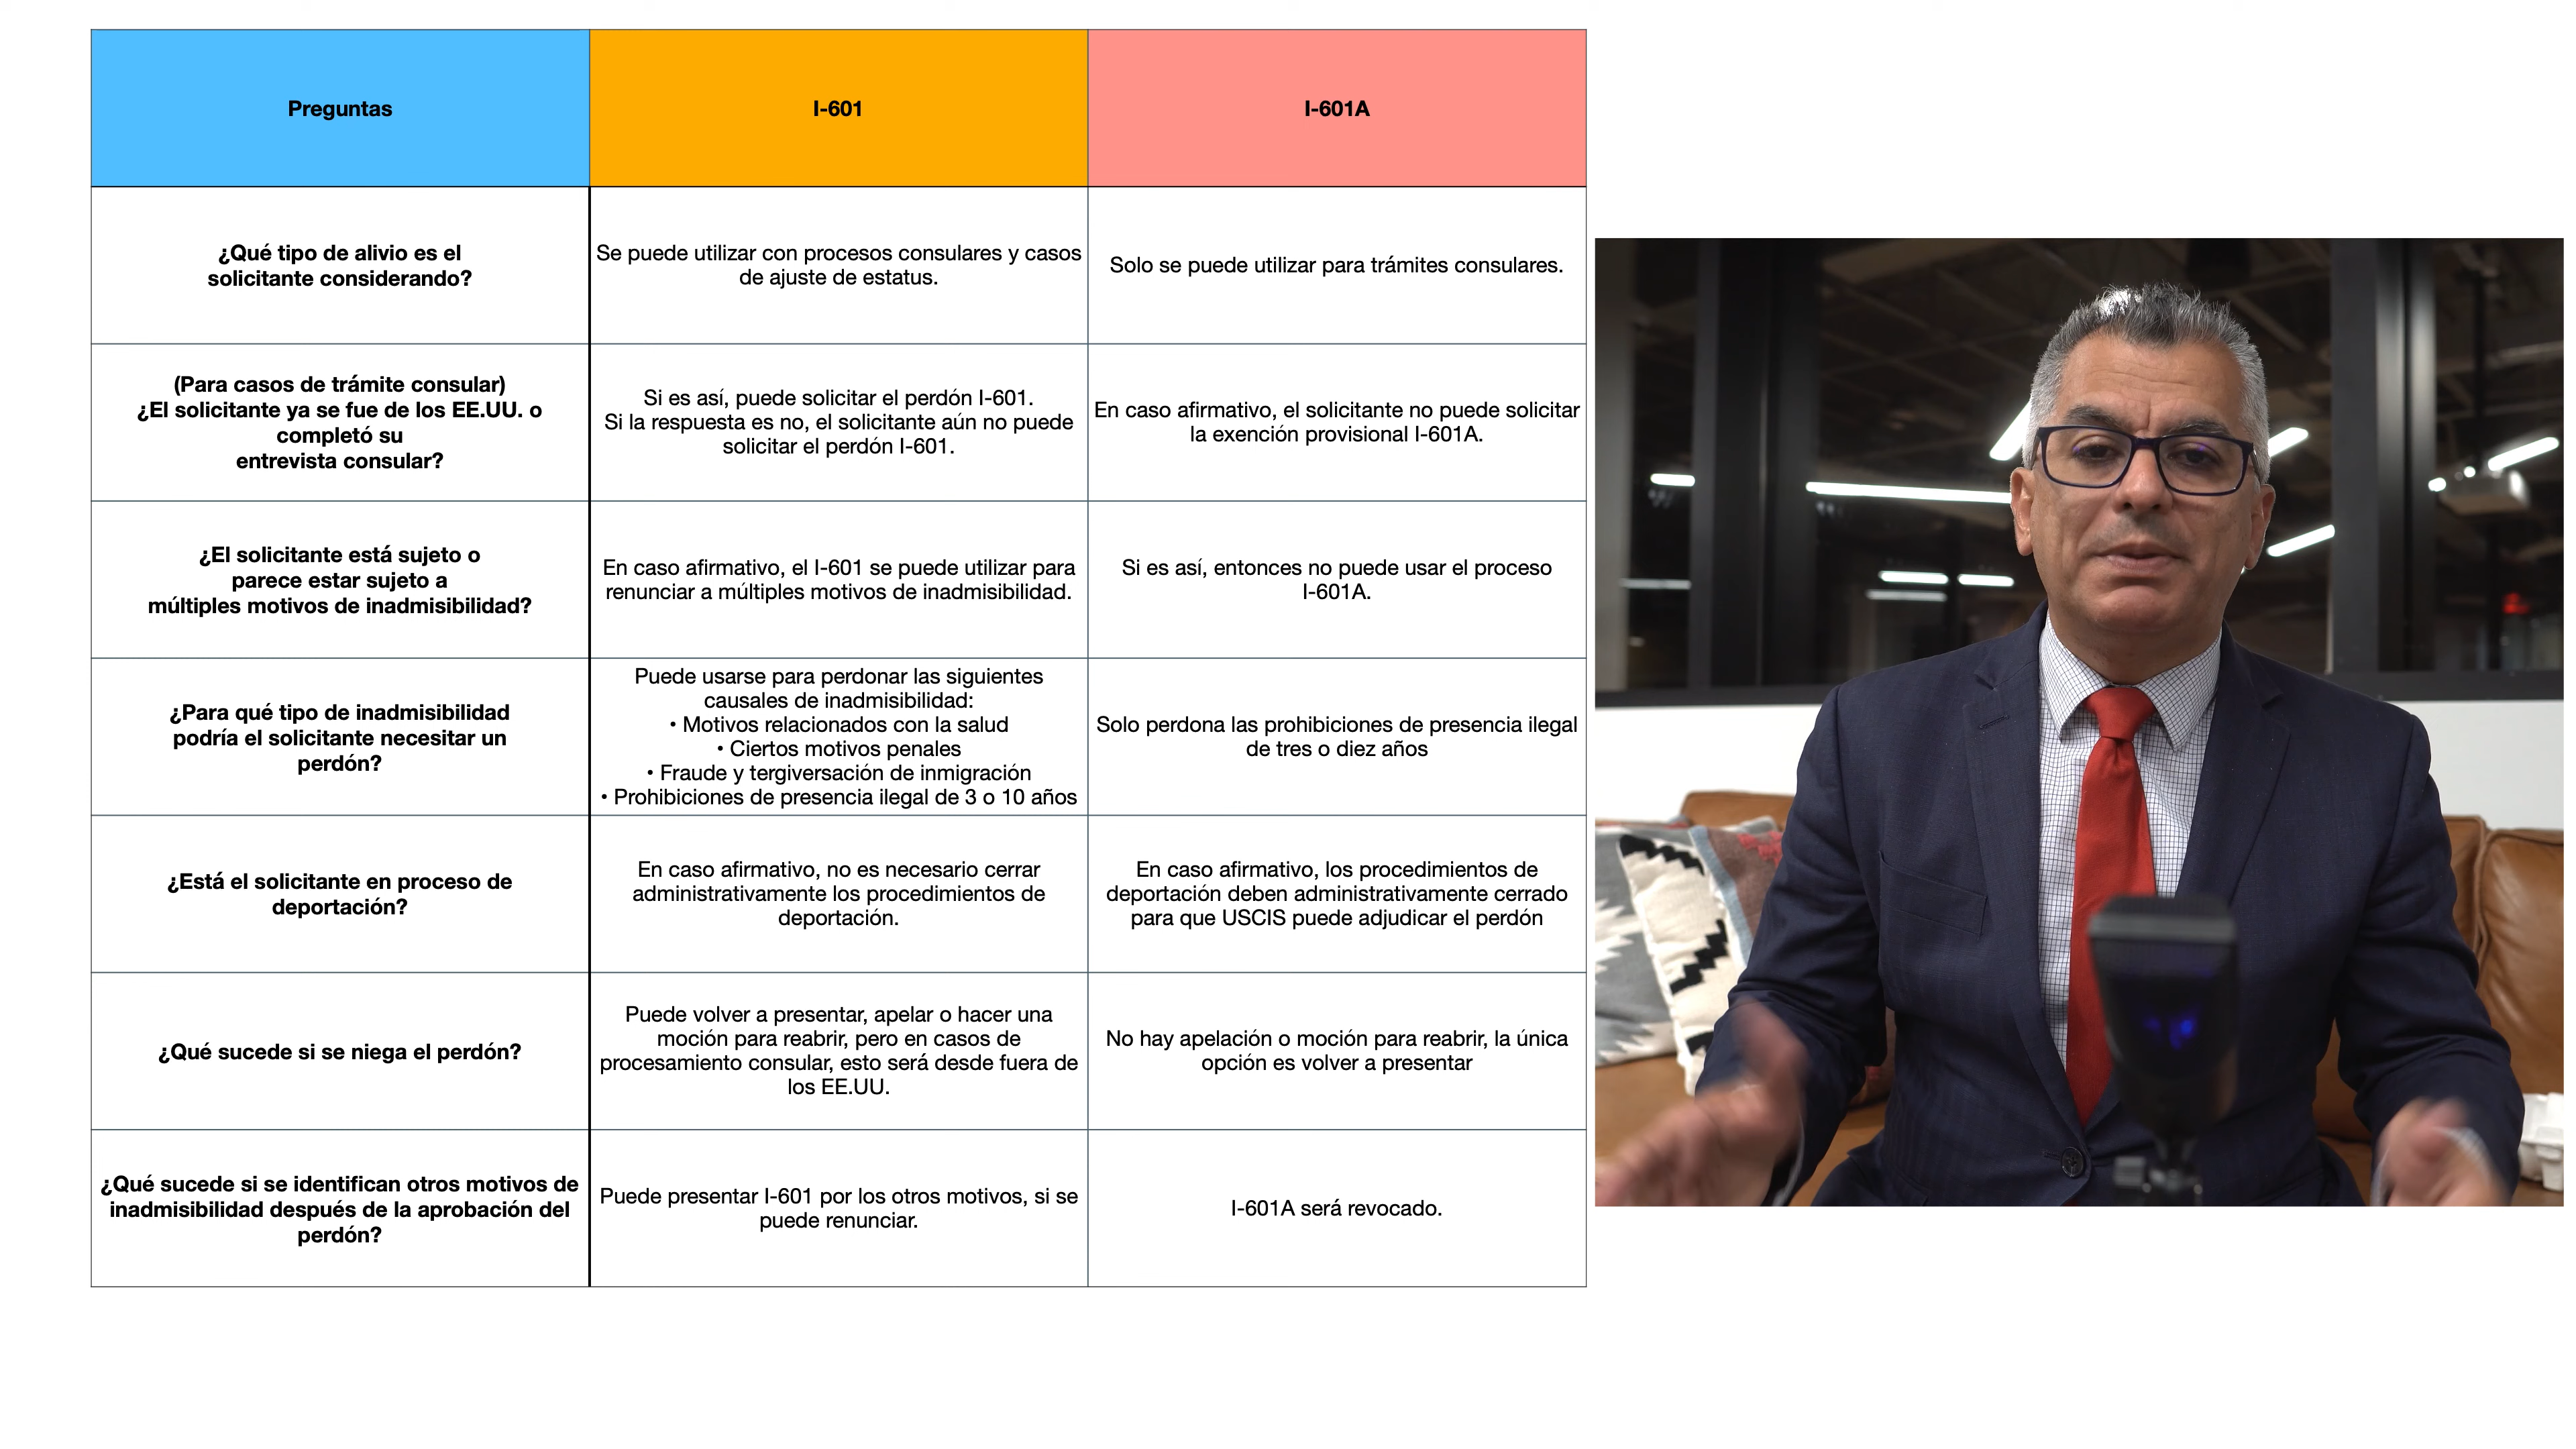 Preguntas
I-601
I-601A
¿Qué tipo de alivio es el
solicitante considerando?
Se puede utilizar con procesos consulares y casos
de ajuste de estatus.
Solo se puede utilizar para trámites consulares.
(Para casos de trámite consular)
¿El solicitante ya se fue de los EE.UU. o
completó su
entrevista consular?
Si es así, puede solicitar el perdón I-601.
Si la respuesta es no, el solicitante aún no puede
solicitar el perdón I-601.
En caso afirmativo, el solicitante no puede solicitar
la exención provisional I-601A.
¿El solicitante está sujeto o
parece estar sujeto a
múltiples motivos de inadmisibilidad?
En caso afirmativo, el I-601 se puede utilizar para
renunciar a múltiples motivos de inadmisibilidad.
Si es así, entonces no puede usar el proceso
I-601A.
¿Para qué tipo de inadmisibilidad
podría el solicitante necesitar un
perdón?
Puede usarse para perdonar las siguientes
causales de inadmisibilidad:
• Motivos relacionados con la salud
• Ciertos motivos penales
• Fraude y tergiversación de inmigración
• Prohibiciones de presencia ilegal de 3 o 10 años
Solo perdona las prohibiciones de presencia ilegal
de tres o diez años
¿Está el solicitante en proceso de
deportación?
En caso afirmativo, no es necesario cerrar
administrativamente los procedimientos de
deportación.
En caso afirmativo, los procedimientos de
deportación deben administrativamente cerrado
para que USCIS puede adjudicar el perdón
¿Qué sucede si se niega el perdón?
Puede volver a presentar, apelar o hacer una
moción para reabrir, pero en casos de
procesamiento consular, esto será desde fuera de
los EE.UU.
No hay apelación o moción para reabrir, la única
opción es volver a presentar
¿Qué sucede si se identifican otros motivos de
inadmisibilidad después de la aprobación del
perdón?
Puede presentar I-601 por los otros motivos, si se
puede renunciar.
I-601A será revocado.